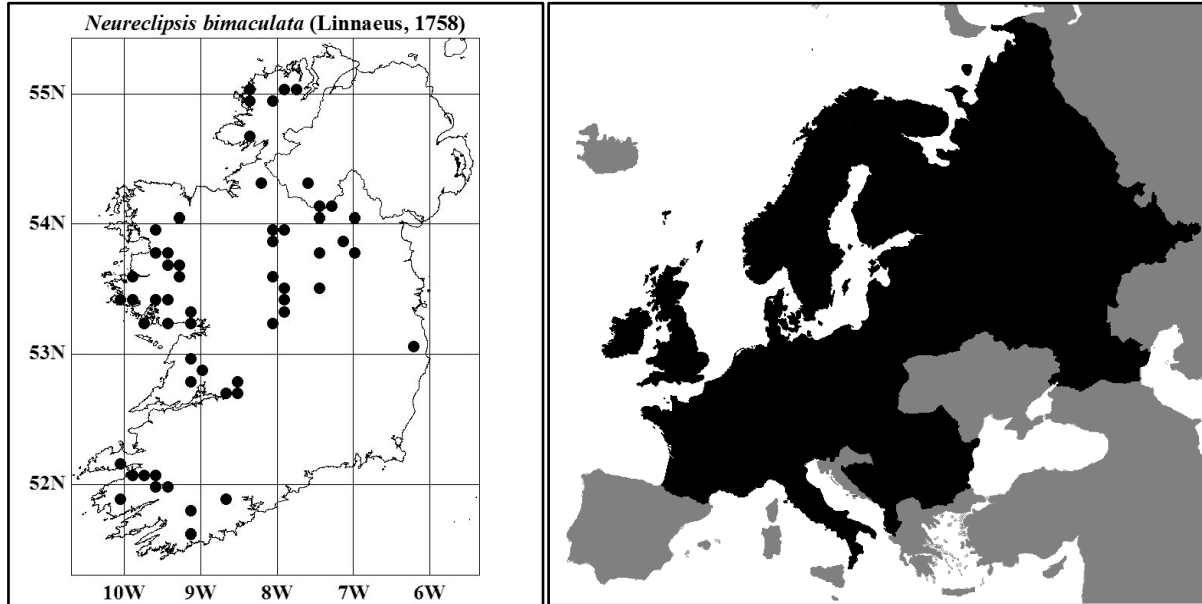 Neureclipsis bimaculata (Linnaeus, 1758)
55N
54N
53N
52N
10W 9W 8W 7W 6W